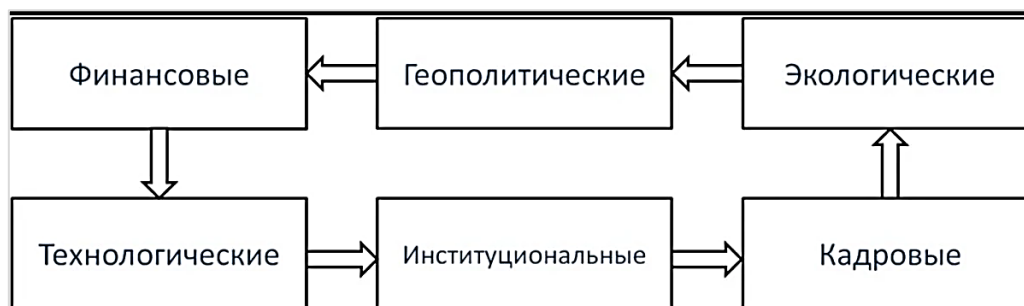 Финансовые
Геополитические
Экологические
Технологические
Институциональные
Кадровые